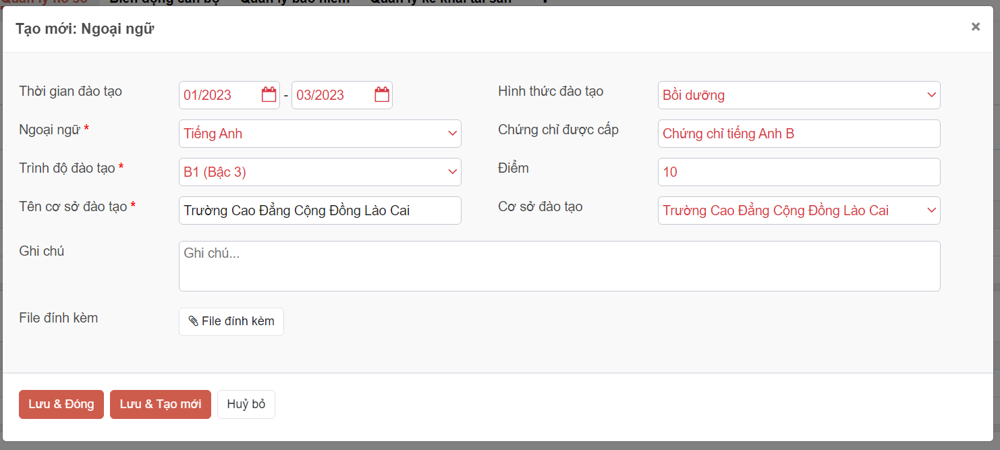 Tạo mới: Ngoại ngữ ×
Thời gian đào tạo 01/2023 - 03/2023 Hình thức đào tạo Bồi dưỡng
Ngoại ngữ * Tiếng Anh Chứng chỉ được cấp Chứng chỉ tiếng Anh B
Trình độ đào tạo * B1 (Bậc 3) Điểm 10
Tên cơ sở đào tạo * Trường Cao Đẳng Cộng Đồng Lào Cai Cơ sở đào tạo Trường Cao Đẳng Cộng Đồng Lào Cai
Ghi chú Ghi chú...
File đính kèm File đính kèm
Lưu & Đóng Lưu & Tạo mới Huỷ bỏ